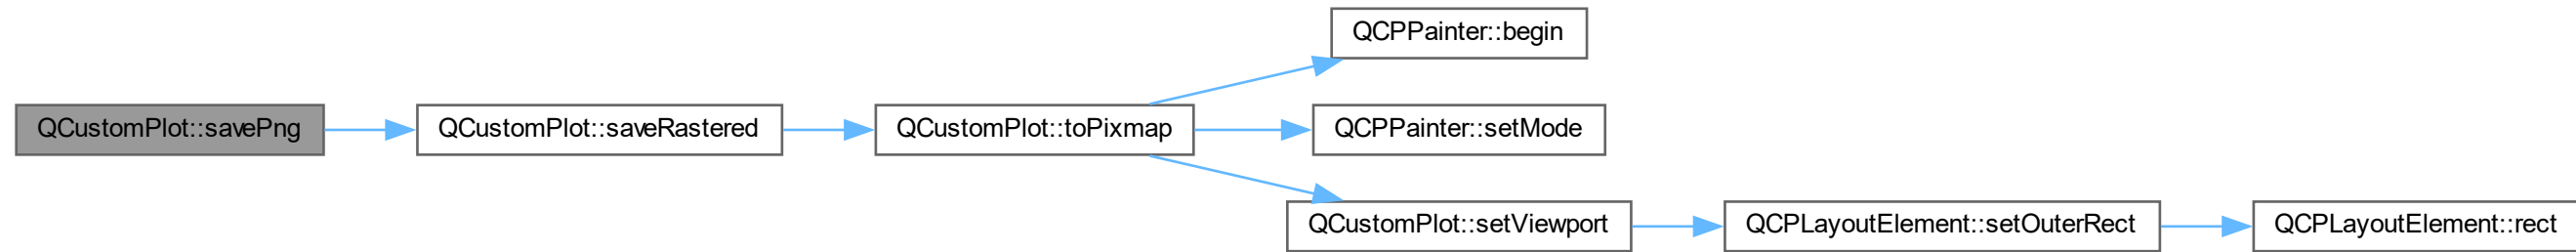 QCPPainter::begin
QCustomPlot::savePng
QCustomPlot::saveRastered
QCustomPlot::toPixmap
QCPPainter::setMode
QCustomPlot::setViewport
QCPLayoutElement::setOuterRect
QCPLayoutElement::rect